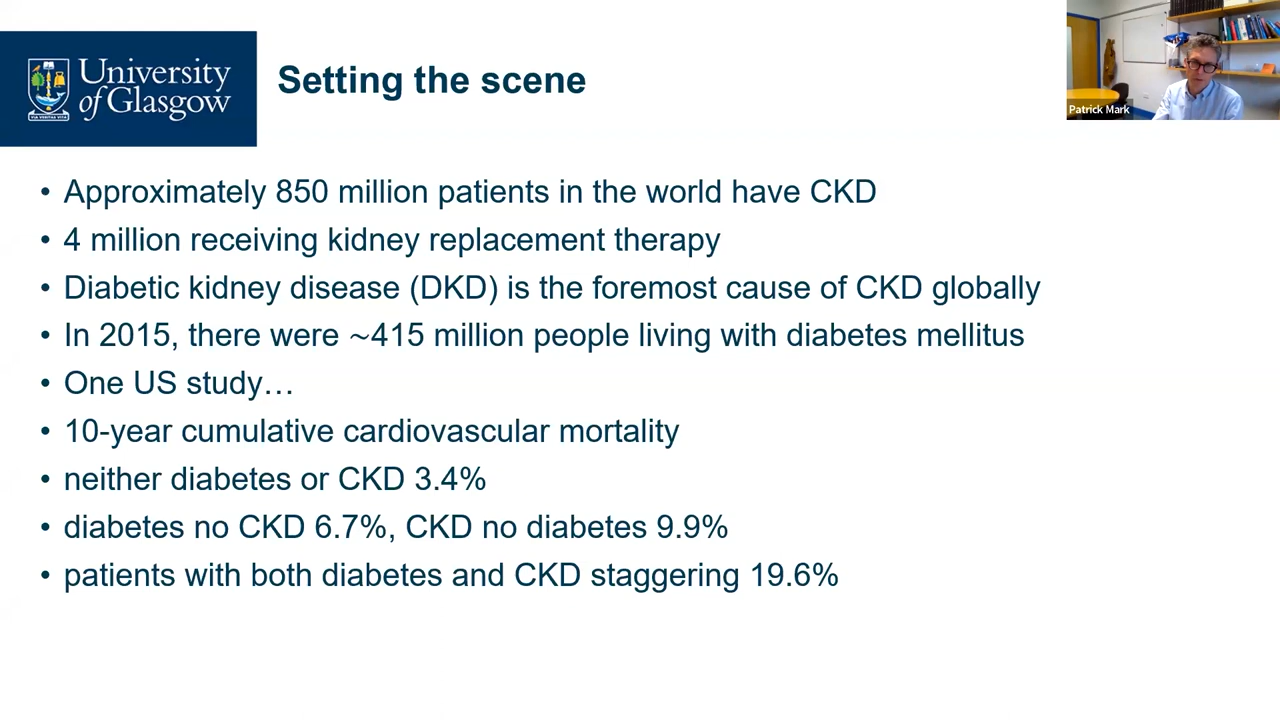 University
of Glasgow
VIA VERITAS VITA
Setting the scene
Patrick Mark
• Approximately 850 million patients in the world have CKD
• 4 million receiving kidney replacement therapy
• Diabetic kidney disease (DKD) is the foremost cause of CKD globally
• In 2015, there were ~415 million people living with diabetes mellitus
• One US study…
• 10-year cumulative cardiovascular mortality
• neither diabetes or CKD 3.4%
• diabetes no CKD 6.7%, CKD no diabetes 9.9%
• patients with both diabetes and CKD staggering 19.6%